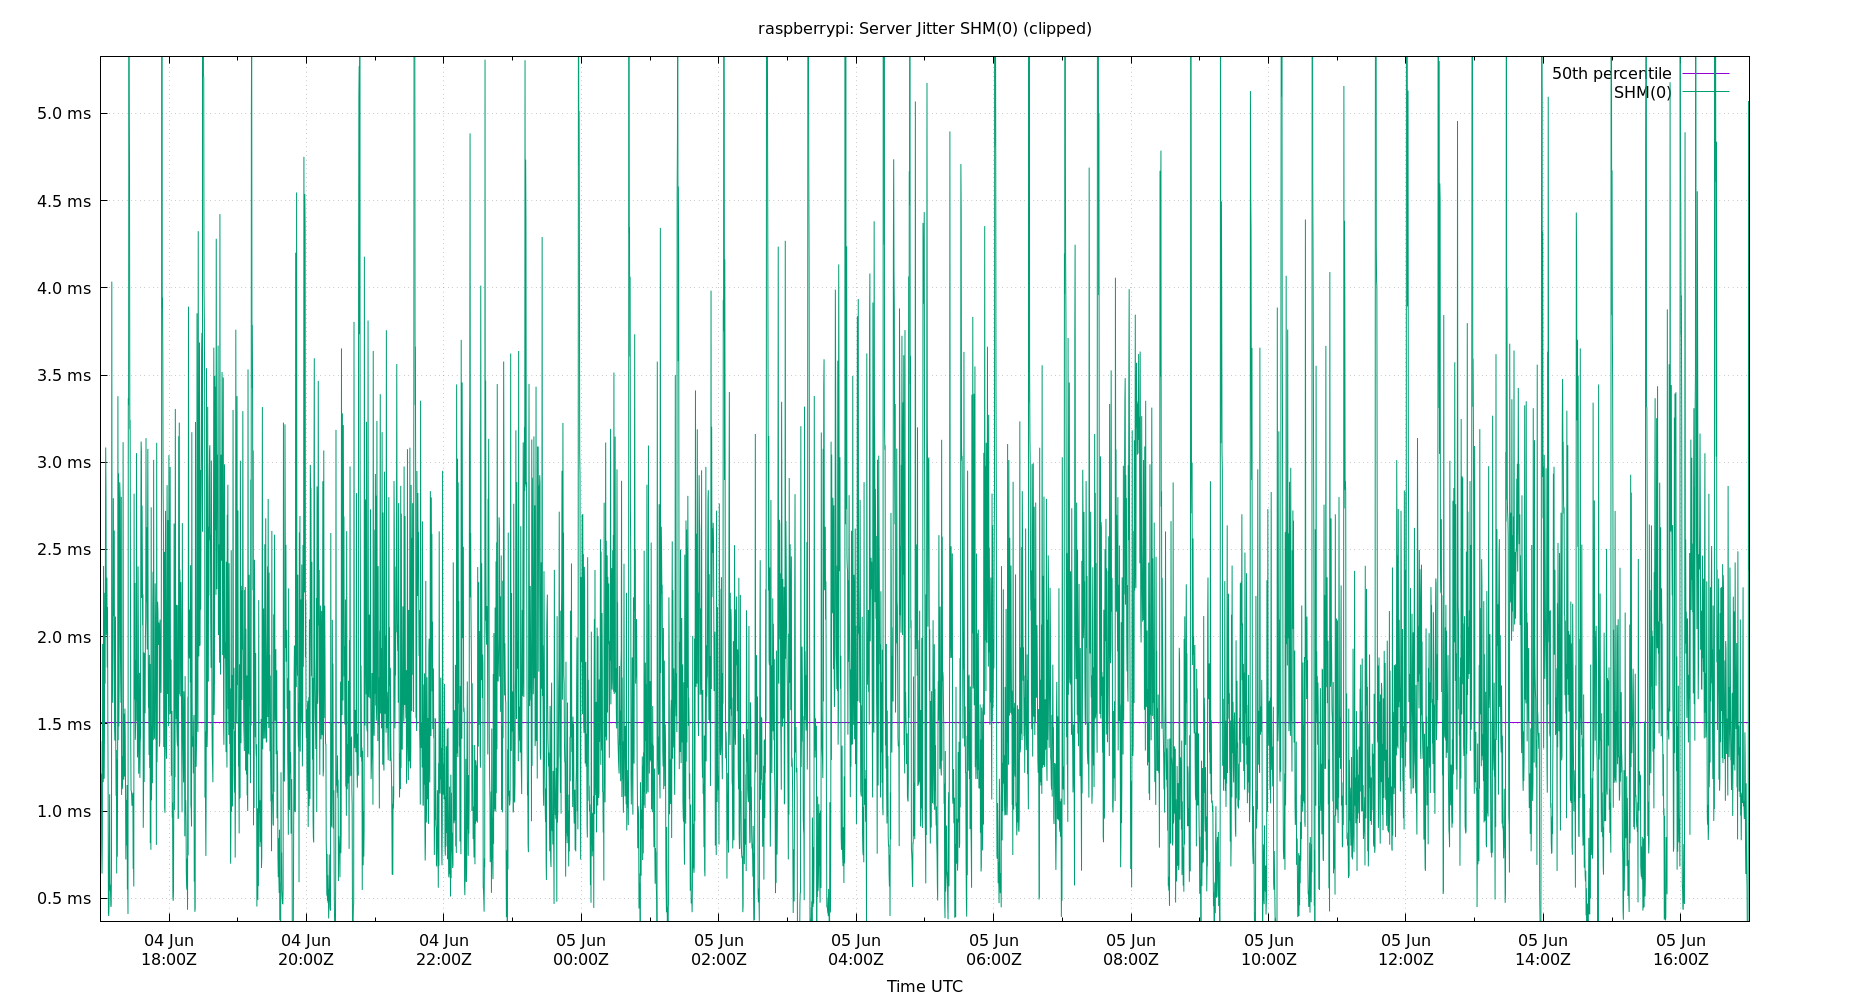 raspberrypi: Server Jitter SHM(0) (clipped)
50th percentile
SHM(0)
5.0 ms
4.5 ms
4.0 ms
3.5 ms
3.0 ms
2.5 ms
2.0 ms
1.5 ms
1.0 ms
0.5 ms
04 Jun 04 Jun 04 Jun 05 Jun 05 Jun 05 Jun 05 Jun 05 Jun 05 Jun 05 Jun 05 Jun 05 Jun
18:00Z 20:00Z 22:00Z 00:00Z 02:00Z 04:00Z 06:00Z 08:00Z 10:00Z 12:00Z 14:00Z 16:00Z
Time UTC